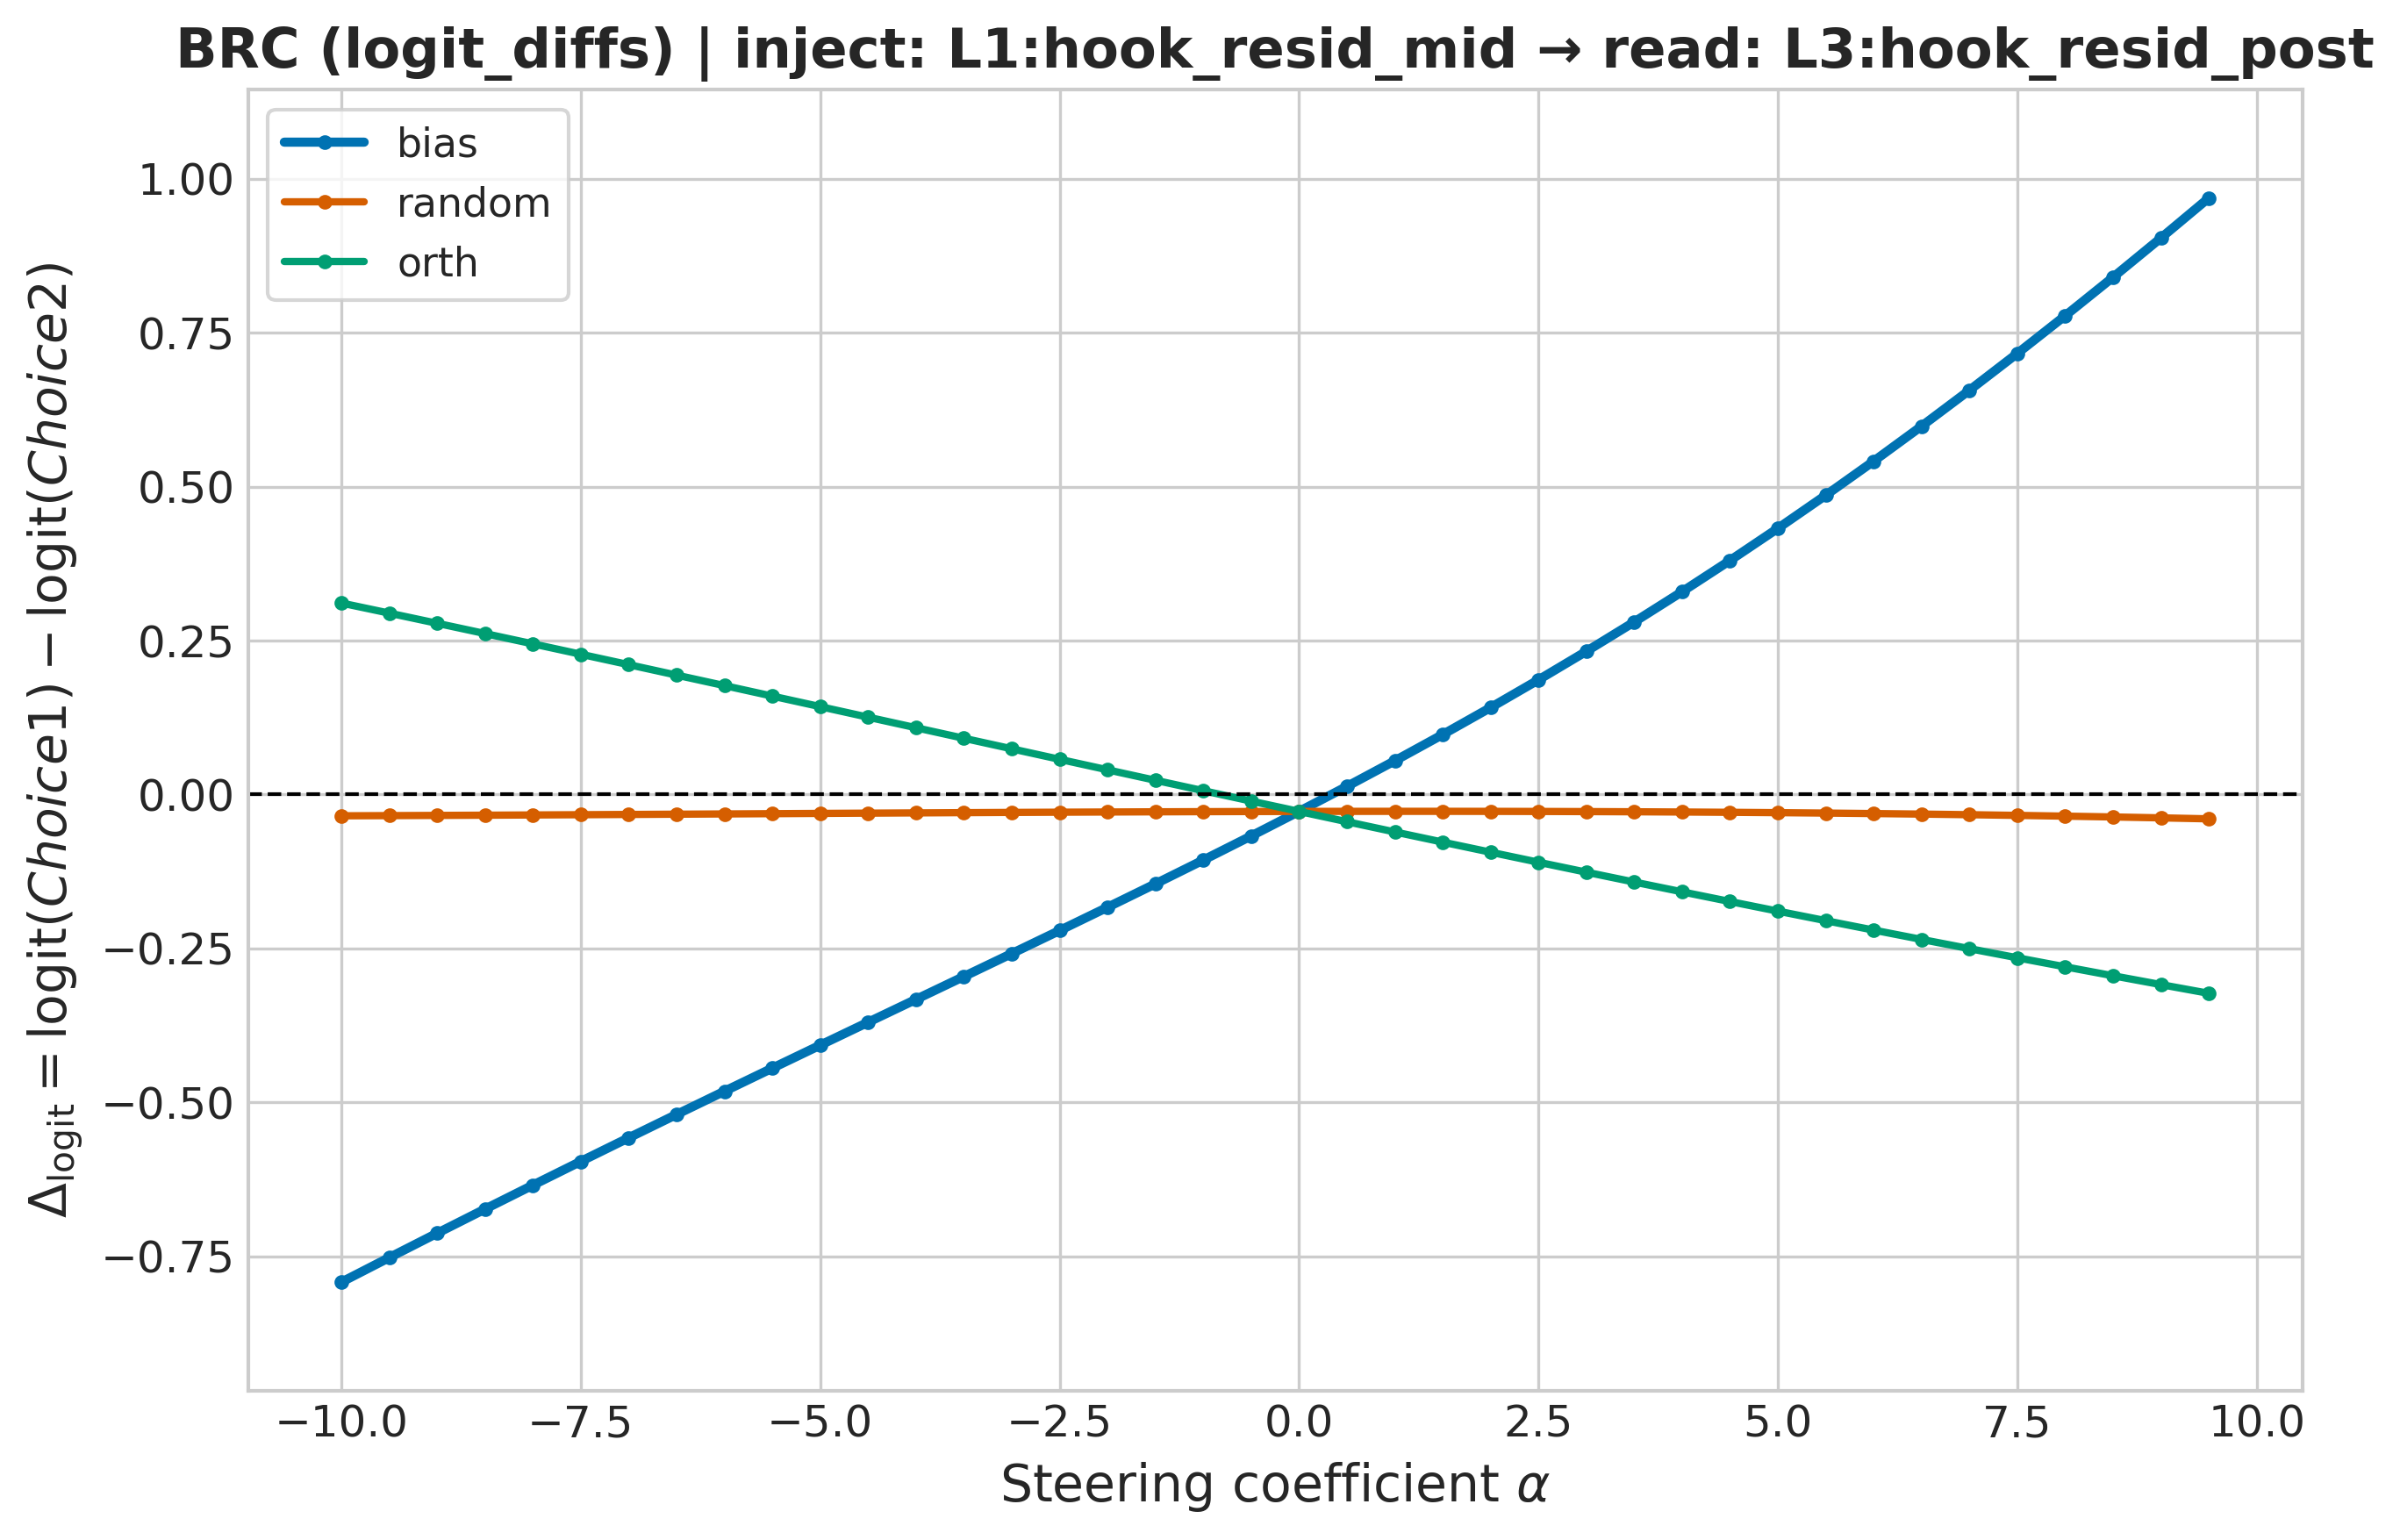 BRC (logit_diffs) | inject: L1:hook_resid_mid → read: L3:hook_resid_post
bias
random
orth
1.00
0.75
0.50
0.25
0.00
−0.25
−0.50
−0.75
Δlogit = logit(Choice1) − logit(Choice2)
−10.0
−7.5
−5.0
−2.5
0.0
2.5
5.0
7.5
10.0
Steering coefficient α